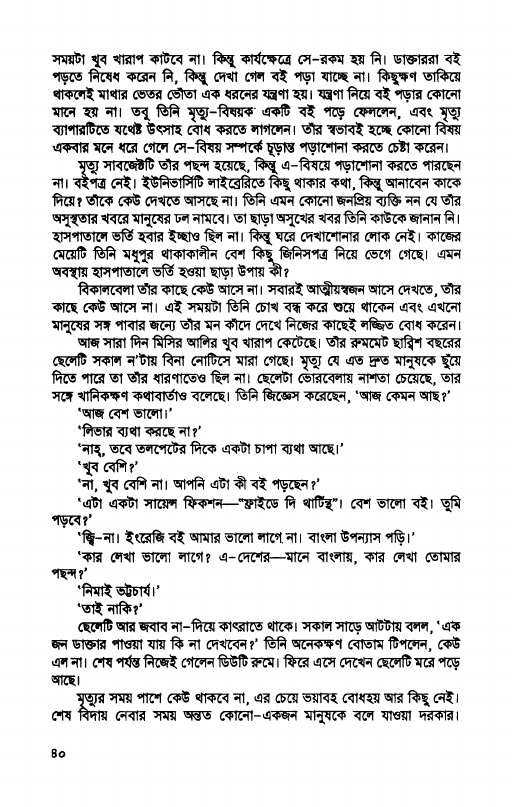 সময়টা খুব খারাপ কাটবে না। কিন্তু কার্যক্ষেত্রে সে-রকম হয় নি। ডাক্তাররা বই
পড়তে নিষেধ করেন নি, কিন্তু দেখা গেল বই পড়া যাচ্ছে না। কিছুক্ষণ তাকিয়ে
থাকলেই মাথার ভেতর ভোঁতা এক ধরনের যন্ত্রণা হয়। যন্ত্রণা নিয়ে বই পড়ার কোনো
মানে হয় না। তবু তিনি মৃত্যু-বিষয়ক একটি বই পড়ে ফেললেন, এবং মৃত্যু
ব্যাপারটিতে যথেষ্ট উৎসাহ বোধ করতে লাগলেন। তাঁর স্বভাবই হচ্ছে কোনো বিষয়
একবার মনে ধরে গেলে সে-বিষয় সম্পর্কে চূড়ান্ত পড়াশোনা করতে চেষ্টা করেন।
মৃত্যু সাবজেক্টটি তাঁর পছন্দ হয়েছে, কিন্তু এ-বিষয়ে পড়াশোনা করতে পারছেন
না। বইপত্র নেই। ইউনিভার্সিটি লাইব্রেরিতে কিছু থাকার কথা, কিন্তু আনাবেন কাকে
দিয়ে? তাঁকে কেউ দেখতে আসছে না। তিনি এমন কোনো জনপ্রিয় ব্যক্তি নন যে তাঁর
অসুস্থতার খবরে মানুষের ঢল নামবে। তা ছাড়া অসুখের খবর তিনি কাউকে জানান নি।
হাসপাতালে ভর্তি হবার ইচ্ছাও ছিল না। কিন্তু ঘরে দেখাশোনার লোক নেই। কাজের
মেয়েটি তিনি মধুপুর থাকাকালীন বেশ কিছু জিনিসপত্র নিয়ে ভেগে গেছে। এমন
অবস্থায় হাসপাতালে ভর্তি হওয়া ছাড়া উপায় কী?
বিকালবেলা তাঁর কাছে কেউ আসে না। সবারই আত্মীয়স্বজন আসে দেখতে, তাঁর
কাছে কেউ আসে না। এই সময়টা তিনি চোখ বন্ধ করে শুয়ে থাকেন এবং এখনো
মানুষের সঙ্গ পাবার জন্যে তাঁর মন কাঁদে দেখে নিজের কাছেই লজ্জিত বোধ করেন।
আজ সারা দিন মিসির আলির খুব খারাপ কেটেছে। তাঁর রুমমেট ছাব্বিশ বছরের
ছেলেটি সকাল ন'টায় বিনা নোটিসে মারা গেছে। মৃত্যু যে এত দ্রুত মানুষকে ছুঁয়ে
দিতে পারে তা তাঁর ধারণাতেও ছিল না। ছেলেটা ভোরবেলায় নাশতা চেয়েছে, তার
সঙ্গে খানিকক্ষণ কথাবার্তাও বলেছে। তিনি জিজ্ঞেস করেছেন, 'আজ কেমন আছ?'
'আজ বেশ ভালো।'
'লিভার ব্যথা করছে না?'
'নাহ্, তবে তলপেটের দিকে একটা চাপা ব্যথা আছে।'
'খুব বেশি?'
'না, খুব বেশি না। আপনি এটা কী বই পড়ছেন?'
'এটা একটা সায়েন্স ফিকশন—"ফ্রাইডে দি থার্টিন্থ"। বেশ ভালো বই। তুমি
পড়বে?'
'জ্বি-না। ইংরেজি বই আমার ভালো লাগে না। বাংলা উপন্যাস পড়ি।'
'কার লেখা ভালো লাগে? এ-দেশের—মানে বাংলায়, কার লেখা তোমার
পছন্দ?'
'নিমাই ভট্টাচার্য।'
'তাই নাকি?'
ছেলেটি আর জবাব না-দিয়ে কাৎরাতে থাকে। সকাল সাড়ে আটটায় বলল, 'এক
জন ডাক্তার পাওয়া যায় কি না দেখবেন?' তিনি অনেকক্ষণ বোতাম টিপলেন, কেউ
এল না। শেষ পর্যন্ত নিজেই গেলেন ডিউটি রুমে। ফিরে এসে দেখেন ছেলেটি মরে পড়ে
আছে।
মৃত্যুর সময় পাশে কেউ থাকবে না, এর চেয়ে ভয়াবহ বোধহয় আর কিছু নেই।
শেষ বিদায় নেবার সময় অন্তত কোনো-একজন মানুষকে বলে যাওয়া দরকার।
৪০